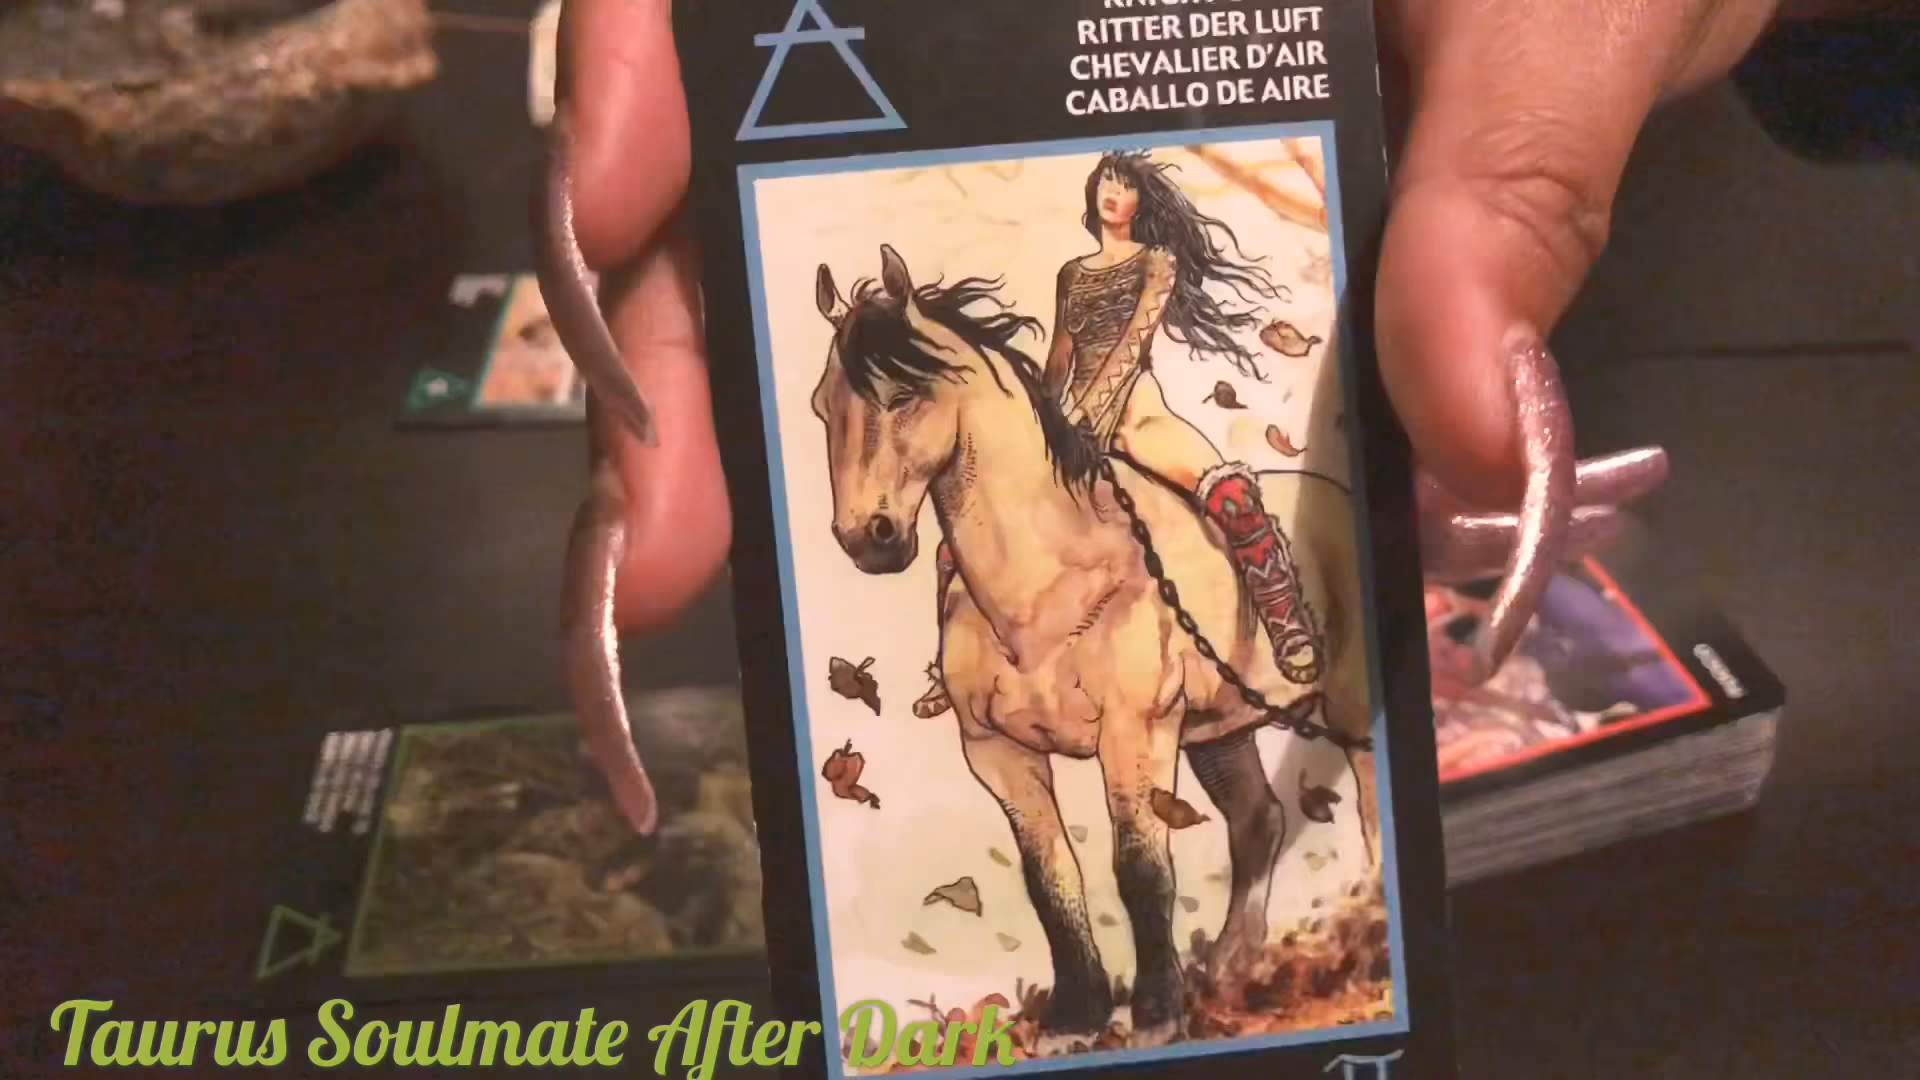 RITTER DER LUFT
CHEVALIER D'AIR
CABALLO DE AIRE
Taurus Soulmate After Dark